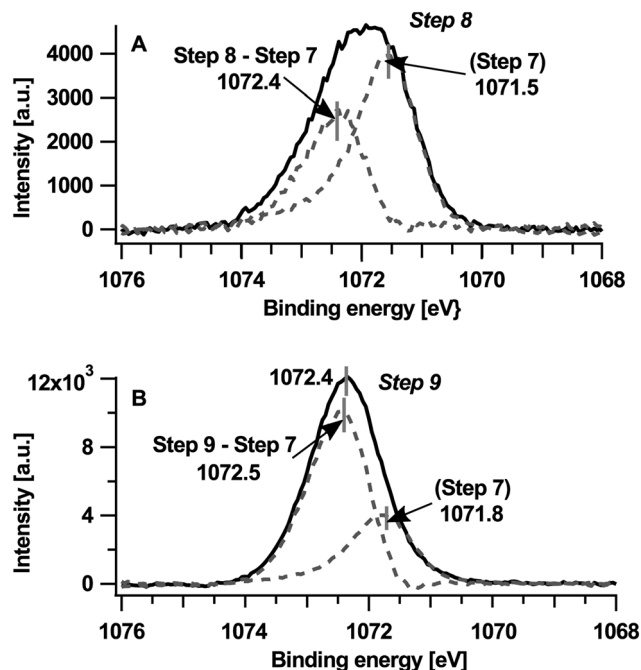 Step 8
A
Step 8 - Step 7
1072.4
(Step 7)
1071.5
4000
3000
2000
1000
0
Intensity [a.u.]
1076 1074 1072 1070 1068
Binding energy [eV}
B
1072.4
Step 9
12x10³
8
4
0
Step 9 - Step 7
1072.5
(Step 7)
1071.8
Intensity [a.u.]
1076 1074 1072 1070 1068
Binding energy [eV]